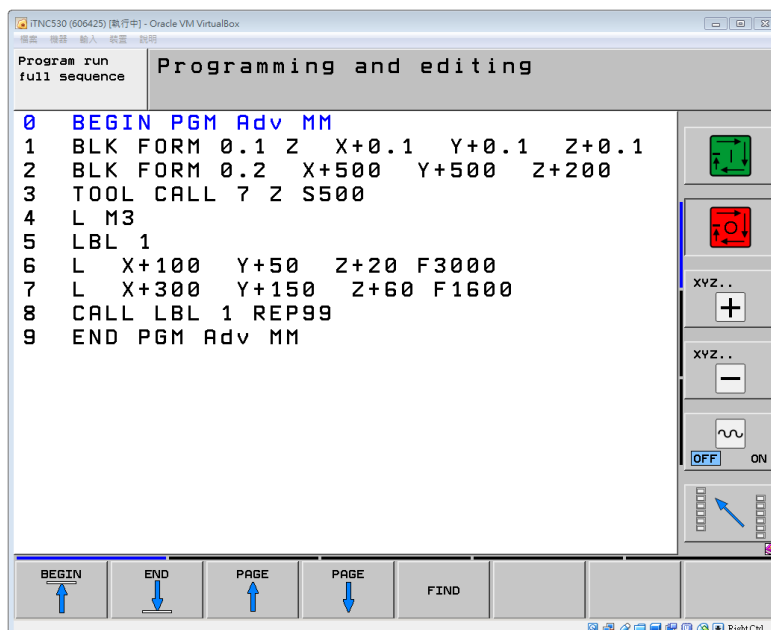 iTNC530 (606425) [執行中] - Oracle VM VirtualBox
檔案 機器 輸入 裝置 說明
Program run
full sequence
Programming and editing
0 BEGIN PGM Adv MM
1 BLK FORM 0.1 Z X+0.1 Y+0.1 Z+0.1
2 BLK FORM 0.2 X+500 Y+500 Z+200
3 TOOL CALL 7 Z S500
4 L M3
5 LBL 1
6 L X+100 Y+50 Z+20 F3000
7 L X+300 Y+150 Z+60 F1600
8 CALL LBL 1 REP99
9 END PGM Adv MM
XYZ..
XYZ..
OFF ON
BEGIN END PAGE PAGE FIND
Right Ctrl